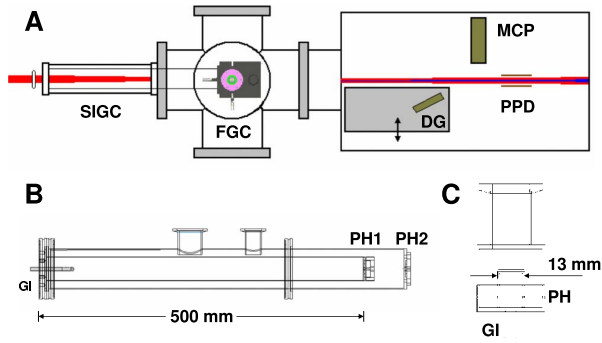 A
MCP
SIGC
FGC
DG
PPD
B
C
PH1 PH2
GI
500 mm
13 mm
PH
GI